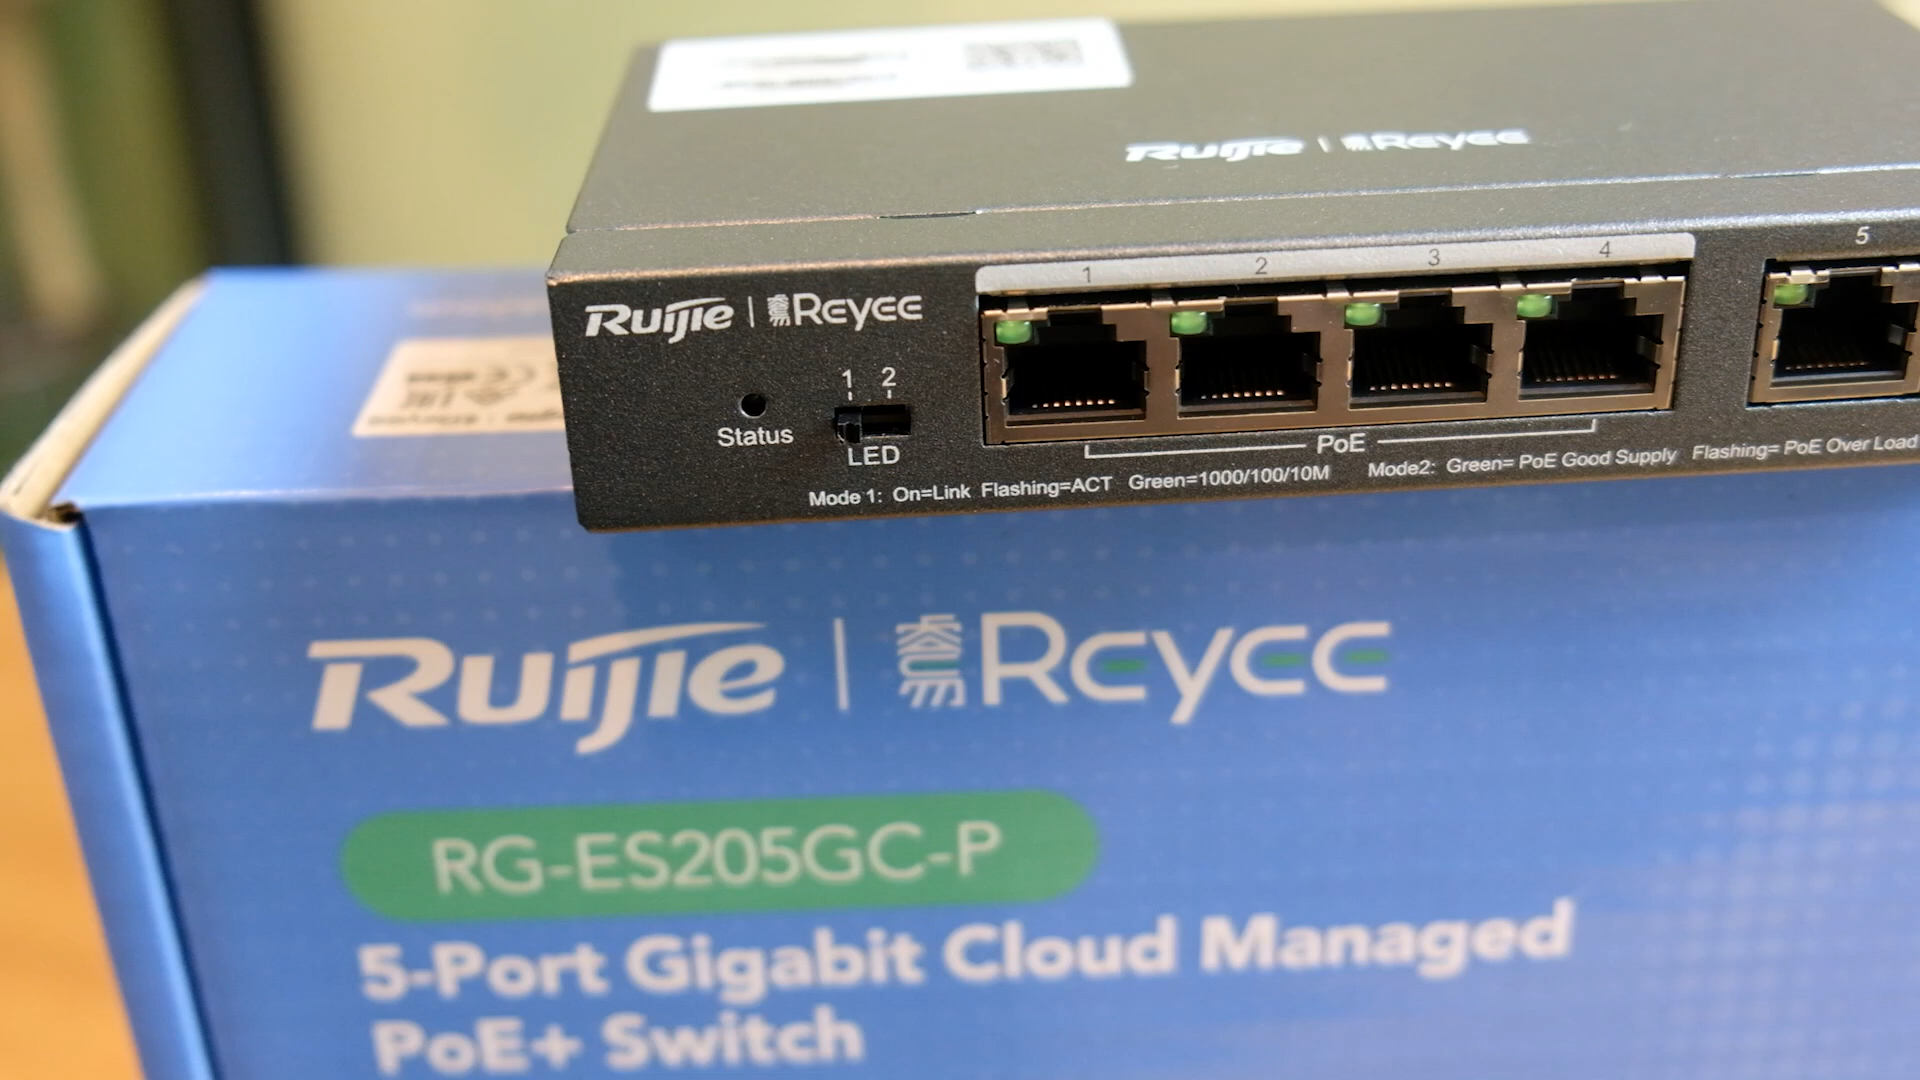 Ruijie | Reyee
1 2 3 4 5
Ruijie | Reyee
1 2
Status
LED
PoE
Mode 1: On=Link Flashing=ACT Green=1000/100/10M Mode2: Green= PoE Good Supply Flashing= PoE Over Load
Ruijie | Reyee
RG-ES205GC-P
5-Port Gigabit Cloud Managed
PoE+ Switch